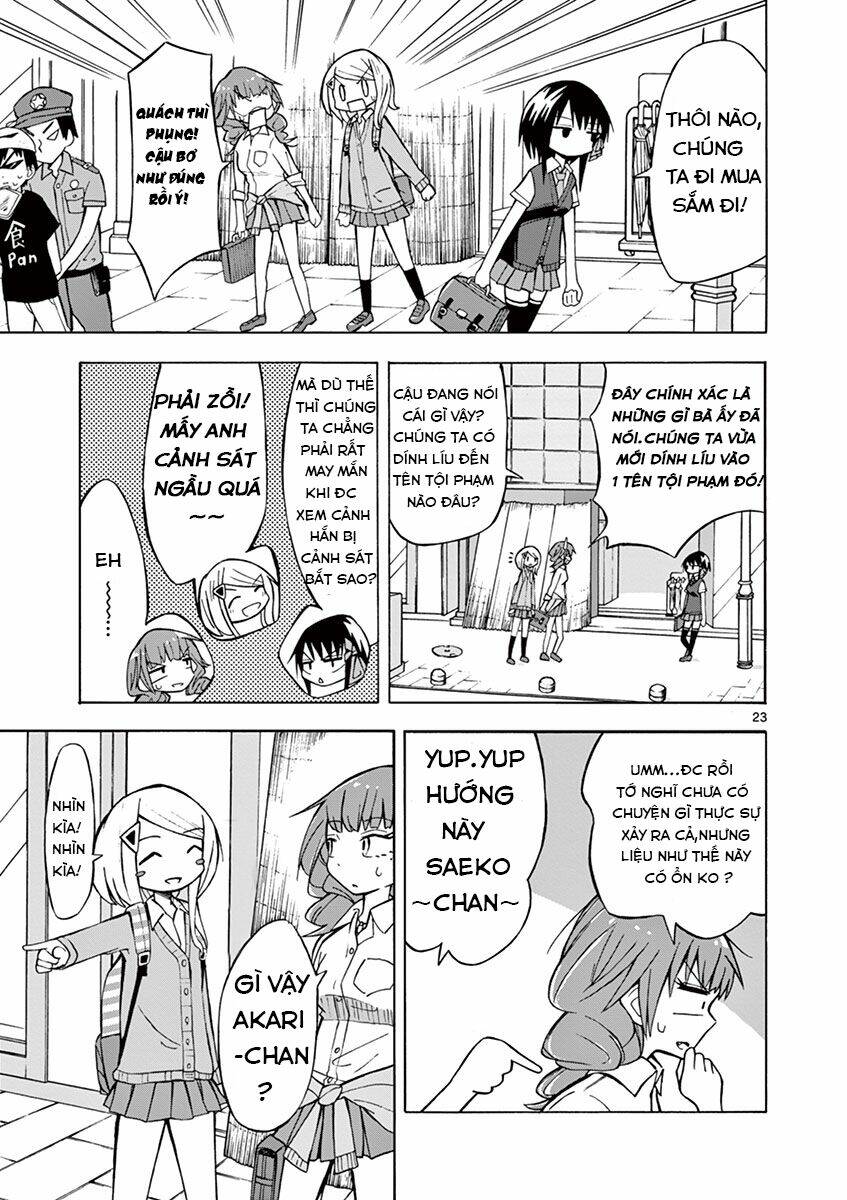 THÔI NÀO,
CHÚNG
TA ĐI MUA
SẮM ĐI!
QUÁCH THÌ
PHỤNG!
CẬU BƠ
NHƯ ĐÚNG
RỒI Ý!
食
Pan
ĐÂY CHÍNH XÁC LÀ
NHỮNG GÌ BÀ ẤY ĐÃ
NÓI.CHÚNG TA VỪA
MỚI DÍNH LÍU VÀO
1 TÊN TỘI PHẠM ĐÓ!
CẬU ĐANG NÓI
CÁI GÌ VẬY?
CHÚNG TA CÓ
DÍNH LÍU ĐẾN
TÊN TỘI PHẠM
NÀO ĐÂU?
MÀ DÙ THẾ
THÌ CHÚNG
TA CHẲNG
PHẢI RẤT
MAY MẮN
KHI ĐC
XEM CẢNH
HẮN BỊ
CẢNH SÁT
BẮT SAO?
PHẢI ZỒI!
MẤY ANH
CẢNH SÁT
NGẦU QUÁ
~~
EH
23
UMM...ĐC RỒI
TỚ NGHĨ CHƯA CÓ
CHUYỆN GÌ THỰC SỰ
XẢY RA CẢ,NHƯNG
LIỆU NHƯ THẾ NÀY
CÓ ỔN KO ?
YUP.YUP
HƯỚNG
NÀY
SAEKO
~CHAN~
GÌ VẬY
AKARI
-CHAN
?
NHÌN
KÌA!
NHÌN
KÌA!